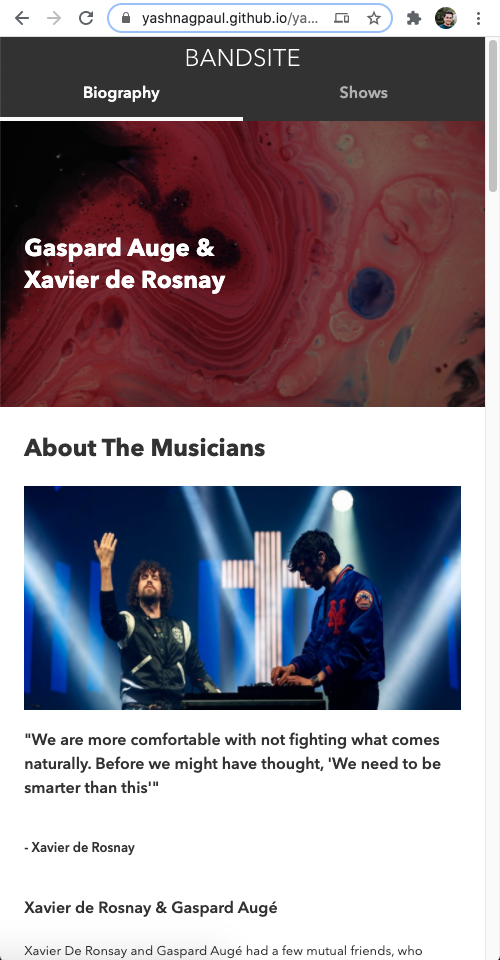 yashnagpaul.github.io/ya...
BANDSITE
Biography
Shows
Gaspard Auge &
Xavier de Rosnay
About The Musicians
"We are more comfortable with not fighting what comes
naturally. Before we might have thought, 'We need to be
smarter than this'"
- Xavier de Rosnay
Xavier de Rosnay & Gaspard Augé
Xavier De Ronsay and Gaspard Augé had a few mutual friends, who